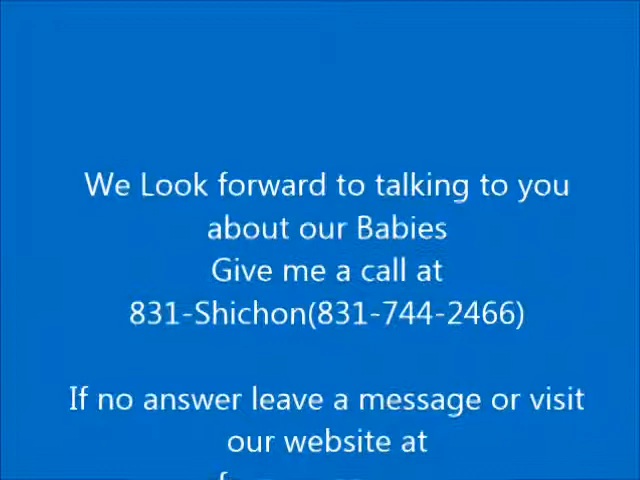 We Look forward to talking to you
about our Babies
Give me a call at
831-Shichon(831-744-2466)
If no answer leave a message or visit
our website at